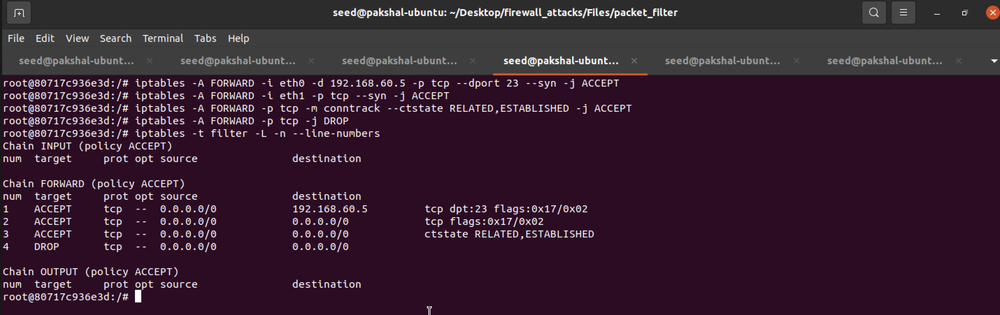 seed@pakshal-ubuntu: ~/Desktop/firewall_attacks/Files/packet_filter
File Edit View Search Terminal Tabs Help
seed@pakshal-ubunt... seed@pakshal-ubunt... seed@pakshal-ubunt... seed@pakshal-ubunt... seed@pakshal-ubunt... seed@pakshal-ubunt...
root@80717c936e3d:/# iptables -A FORWARD -i eth0 -d 192.168.60.5 -p tcp --dport 23 --syn -j ACCEPT
root@80717c936e3d:/# iptables -A FORWARD -i eth1 -p tcp --syn -j ACCEPT
root@80717c936e3d:/# iptables -A FORWARD -p tcp -m conntrack --ctstate RELATED,ESTABLISHED -j ACCEPT
root@80717c936e3d:/# iptables -A FORWARD -p tcp -j DROP
root@80717c936e3d:/# iptables -t filter -L -n --line-numbers
Chain INPUT (policy ACCEPT)
num  target     prot opt source               destination
Chain FORWARD (policy ACCEPT)
num  target     prot opt source               destination
1    ACCEPT     tcp  --  0.0.0.0/0            192.168.60.5         tcp dpt:23 flags:0x17/0x02
2    ACCEPT     tcp  --  0.0.0.0/0            0.0.0.0/0            tcp flags:0x17/0x02
3    ACCEPT     tcp  --  0.0.0.0/0            0.0.0.0/0            ctstate RELATED,ESTABLISHED
4    DROP       tcp  --  0.0.0.0/0            0.0.0.0/0
Chain OUTPUT (policy ACCEPT)
num  target     prot opt source               destination
root@80717c936e3d:/#